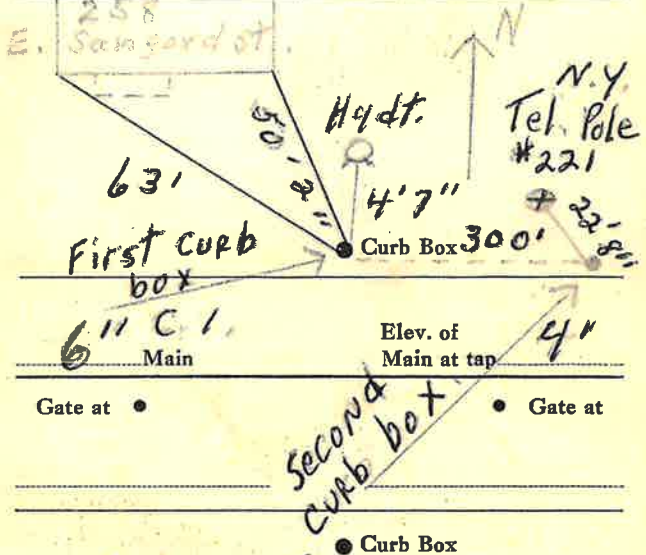 E. 258
Sanford st.
N
Hydt.
N.Y.
Tel. Pole
#221
50' 2"
63'
4'7"
22'8"
First curb
box
Curb Box 300'
6" C I.
Main
Elev. of
Main at tap
4"
Gate at
Gate at
Second
curb box
Curb Box